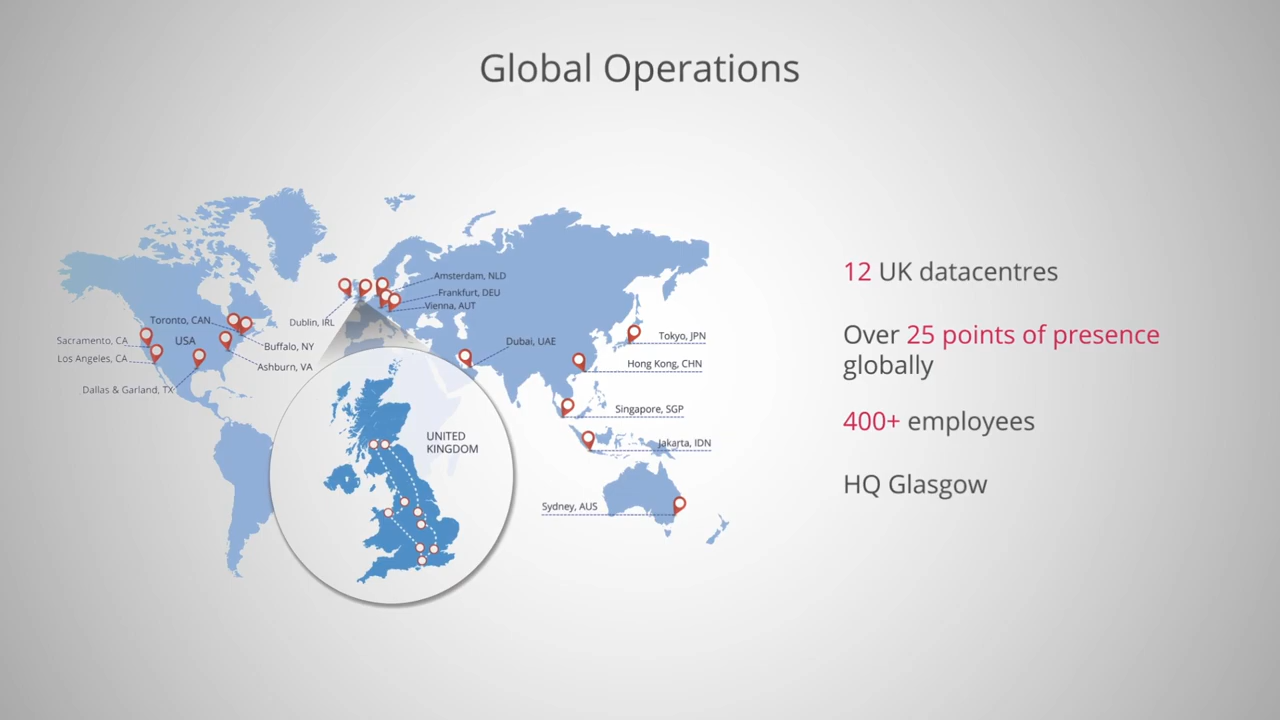 Global Operations
Amsterdam, NLD
Frankfurt, DEU
Vienna, AUT
Dublin, IRL
Toronto, CAN
USA
Sacramento, CA
Los Angeles, CA
Buffalo, NY
Ashburn, VA
Dallas & Garland, TX
Dubai, UAE
Tokyo, JPN
Hong Kong, CHN
Singapore, SGP
Jakarta, IDN
Sydney, AUS
UNITED
KINGDOM
12 UK datacentres
Over 25 points of presence
globally
400+ employees
HQ Glasgow